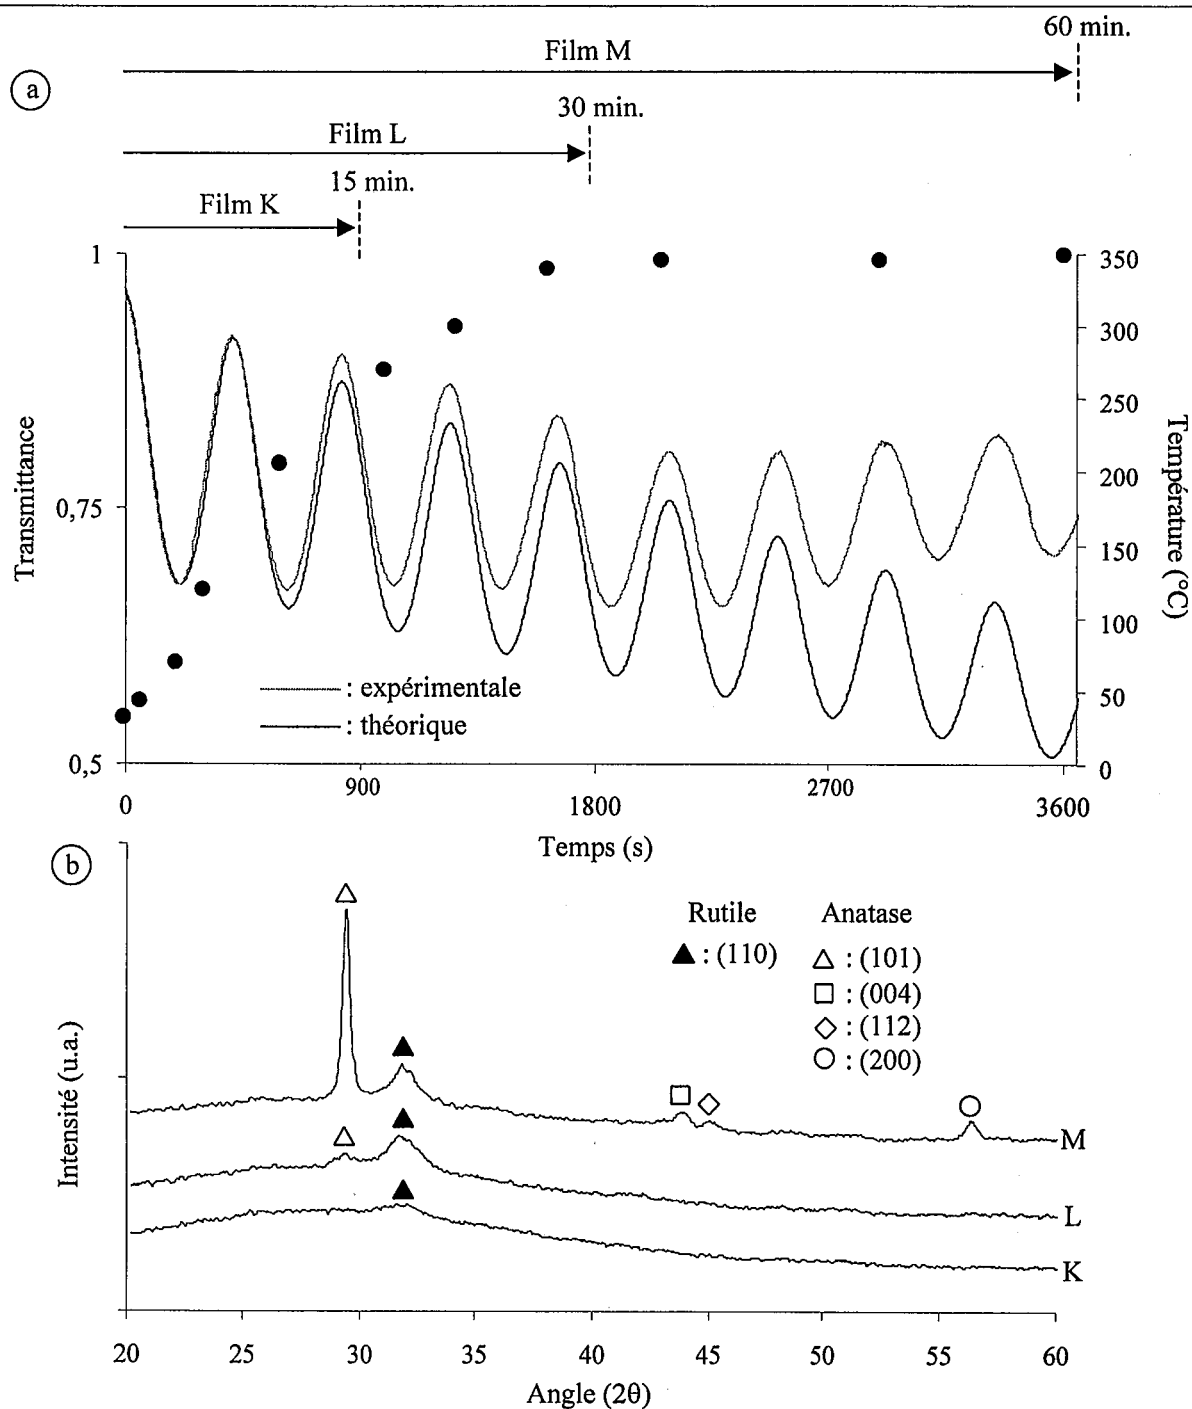 60 min.
Film M
a
30 min.
Film L
15 min.
Film K
1
350
300
250
200
0,75
150
100
50
0,5
0
Transmittance
Température (°C)
: expérimentale
: théorique
0 900 1800 2700 3600
Temps (s)
b
Rutile Anatase
: (110) : (101)
: (004)
: (112)
: (200)
Intensité (u.a.)
M
L
K
20 25 30 35 40 45 50 55 60
Angle (2θ)